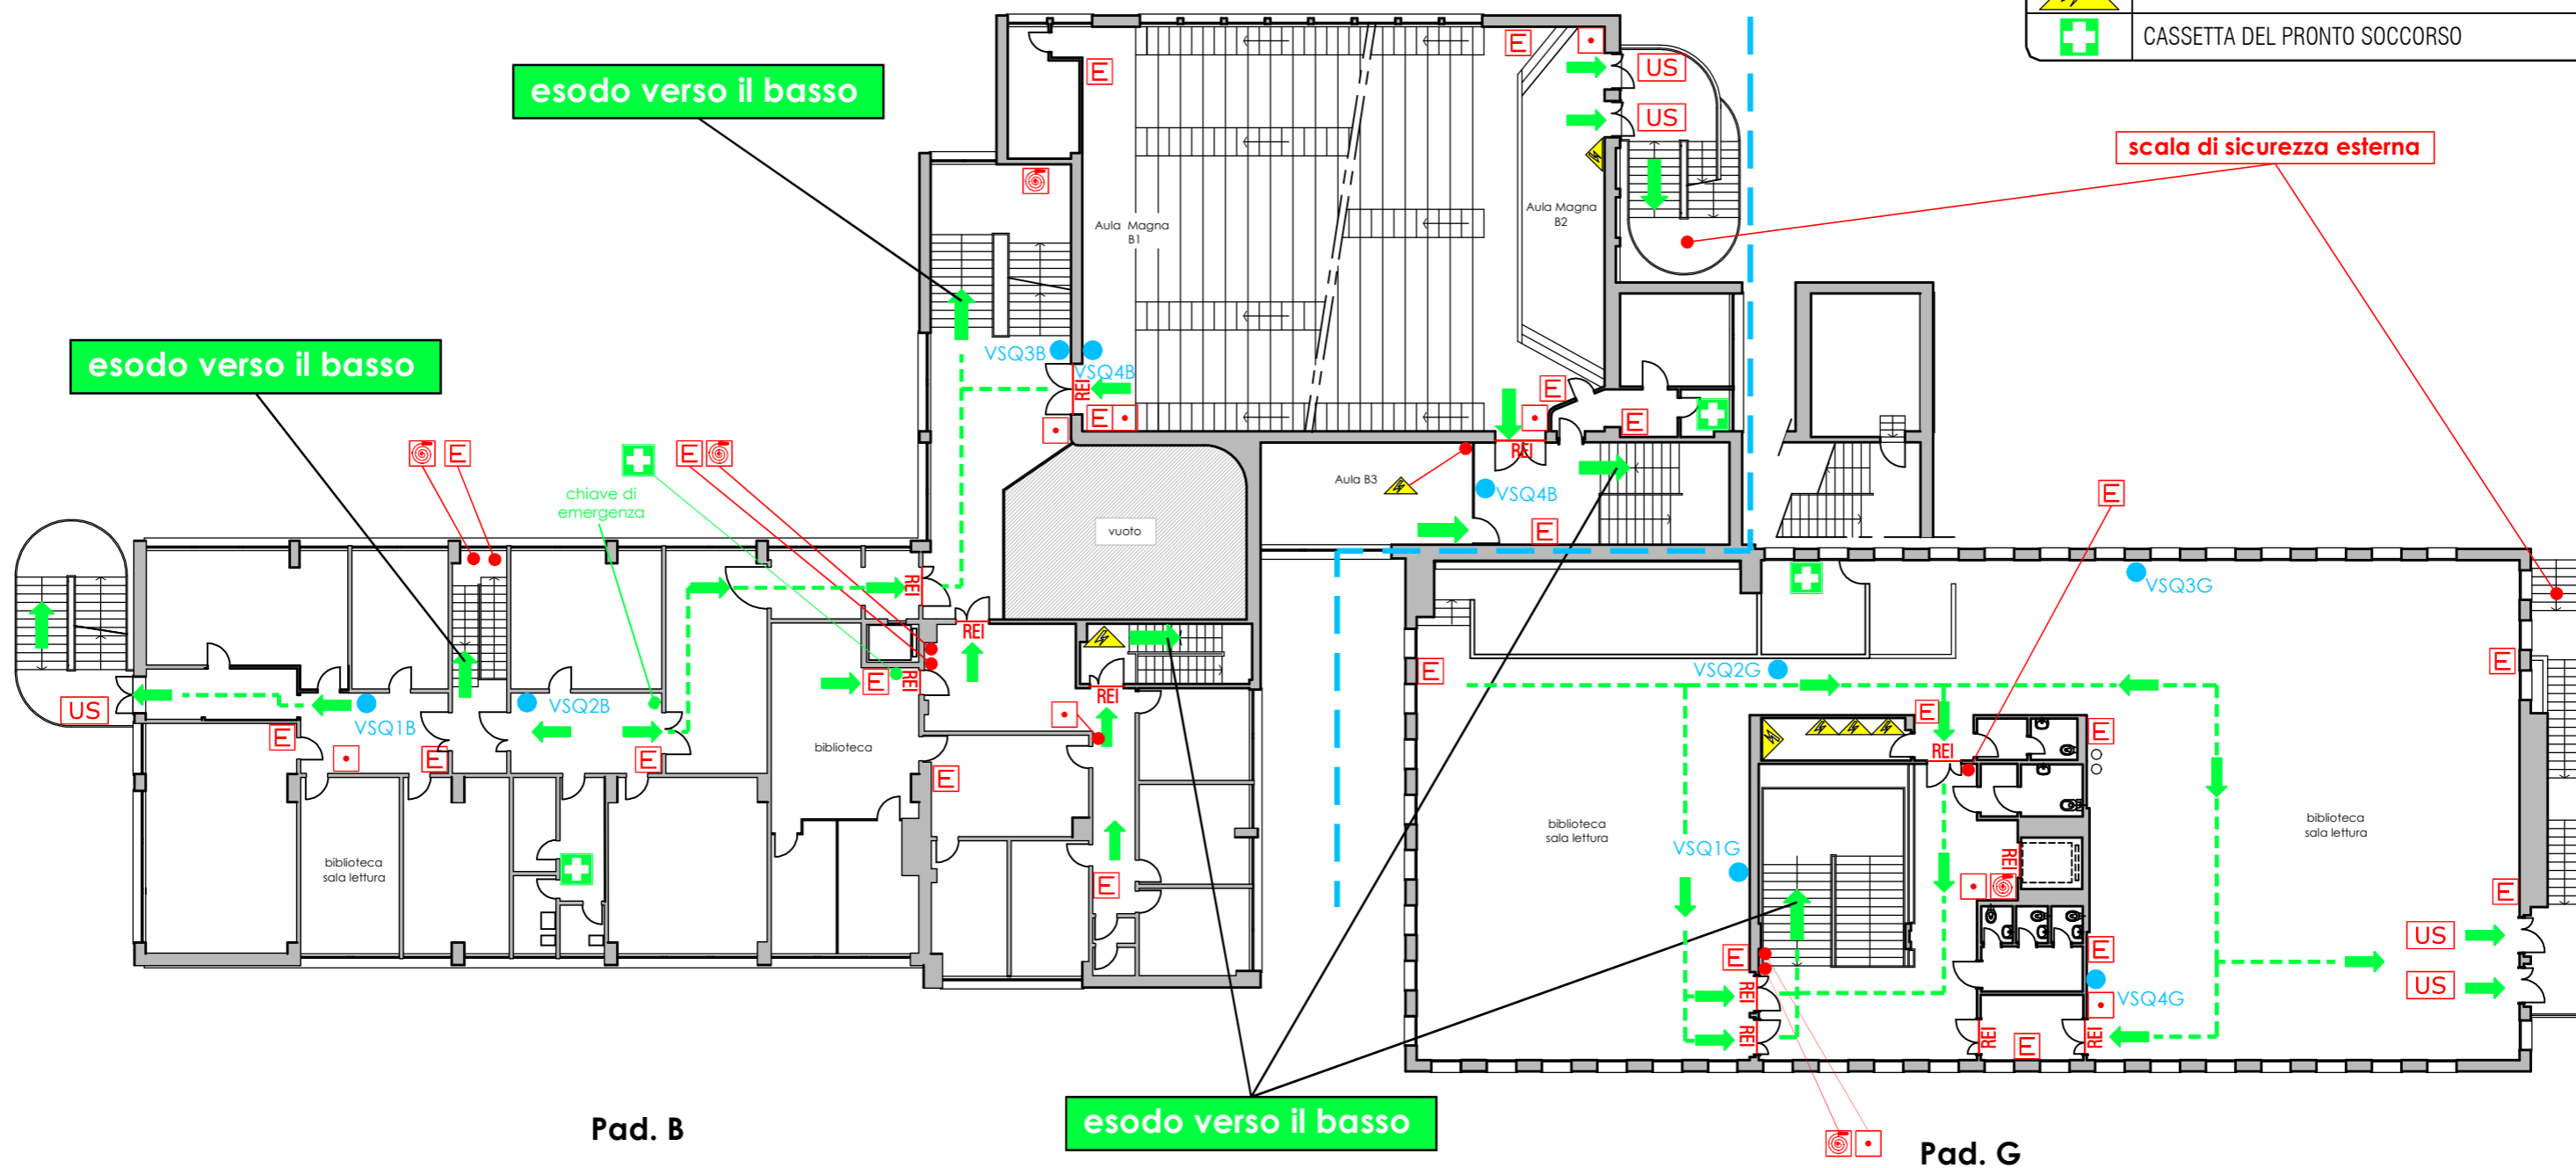 CASSETTA DEL PRONTO SOCCORSO
esodo verso il basso
E
E
US
US
scala di sicurezza esterna
Aula Magna
B1
Aula Magna
B2
esodo verso il basso
VSQ3B
VSQ4B
REI
E
E
E
E
E
E
chiave di
emergenza
REI
Aula B3
VSQ4B
E
E
vuoto
REI
REI
VSQ3G
US
VSQ1B
VSQ2B
E
REI
REI
E
VSQ2G
E
E
E
E
E
E
E
REI
biblioteca
E
biblioteca
sala lettura
E
biblioteca
sala lettura
VSQ1G
REI
biblioteca
sala lettura
E
E
REI
REI
E
VSQ4G
US
US
REI
E
REI
esodo verso il basso
Pad. B
Pad. G